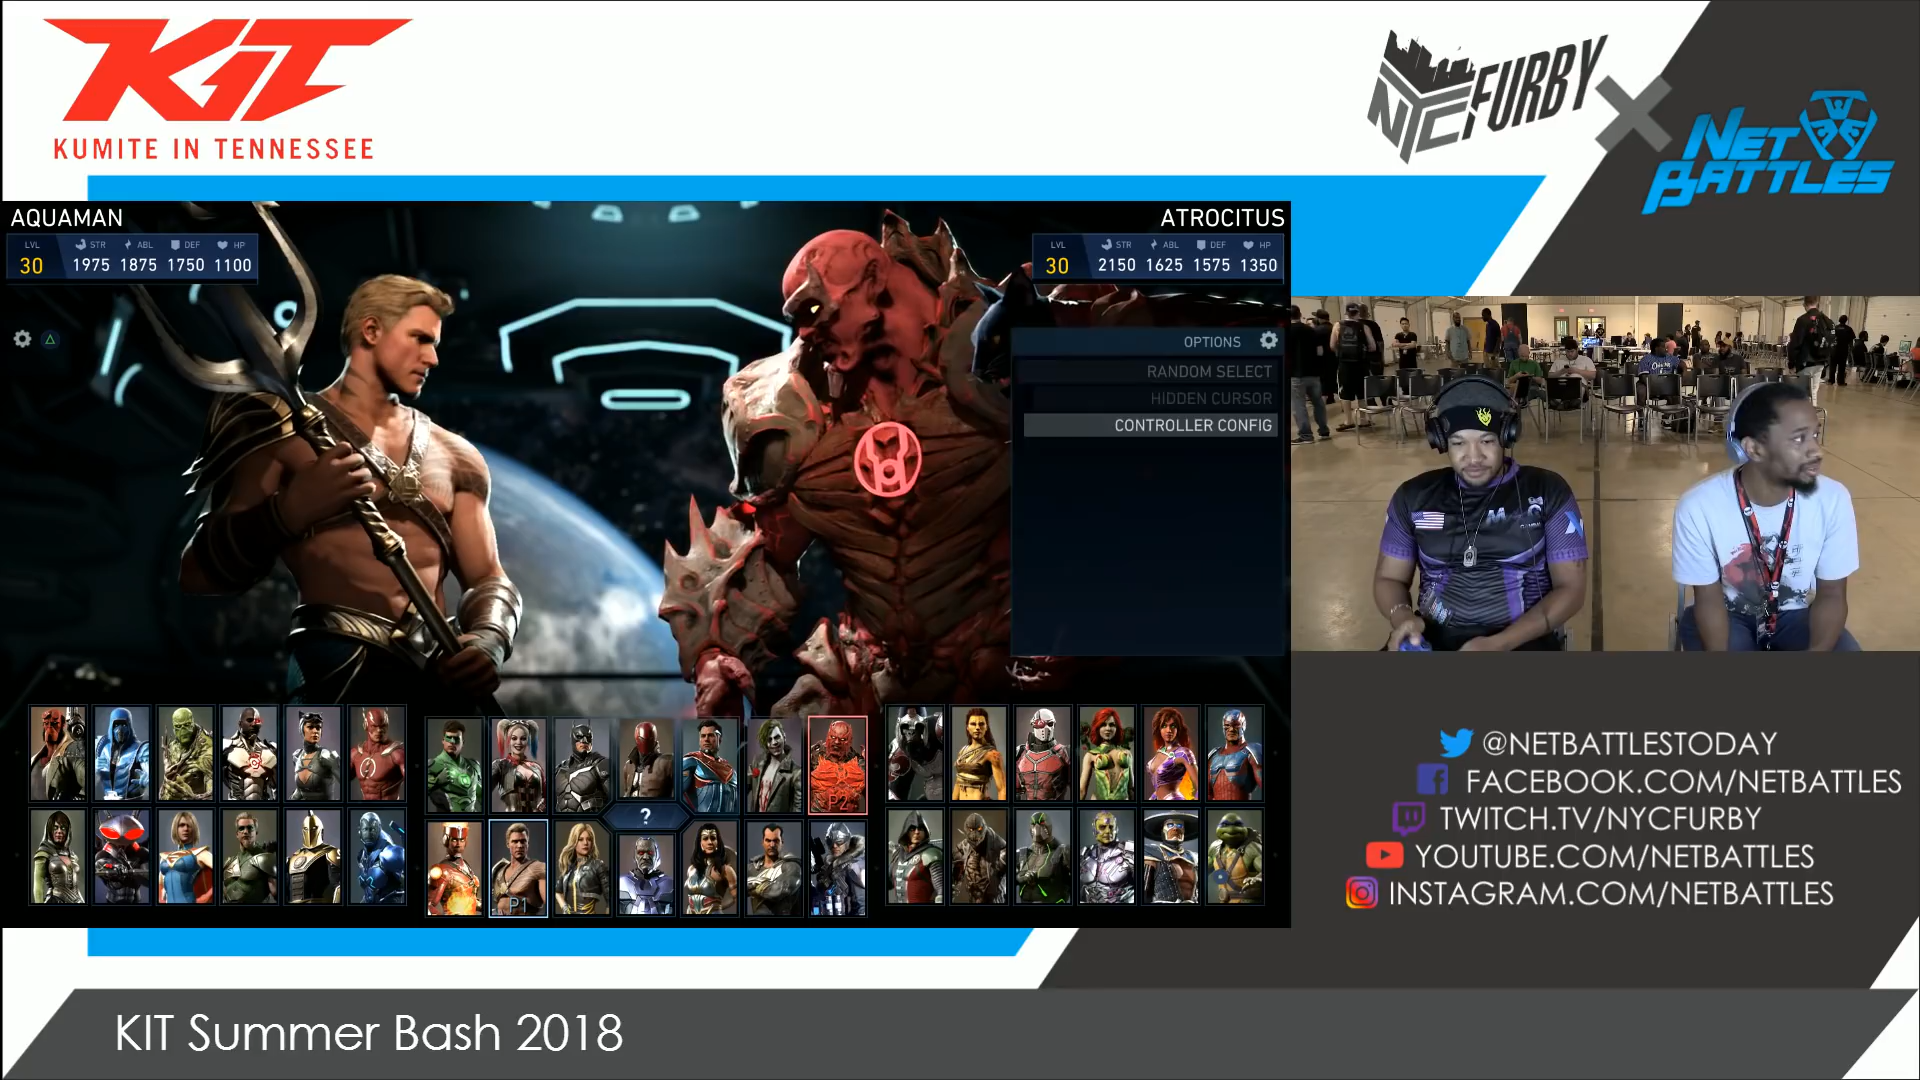 KIT
KUMITE IN TENNESSEE
NYC FURBY
X
NET BATTLES
AQUAMAN
LVL STR ABL DEF HP
30 1975 1875 1750 1100
ATROCITUS
LVL STR ABL DEF HP
30 2150 1625 1575 1350
OPTIONS
RANDOM SELECT
HIDDEN CURSOR
CONTROLLER CONFIG
P2
?
P1
@NETBATTLESTODAY
FACEBOOK.COM/NETBATTLES
TWITCH.TV/NYCFURBY
YOUTUBE.COM/NETBATTLES
INSTAGRAM.COM/NETBATTLES
KIT Summer Bash 2018